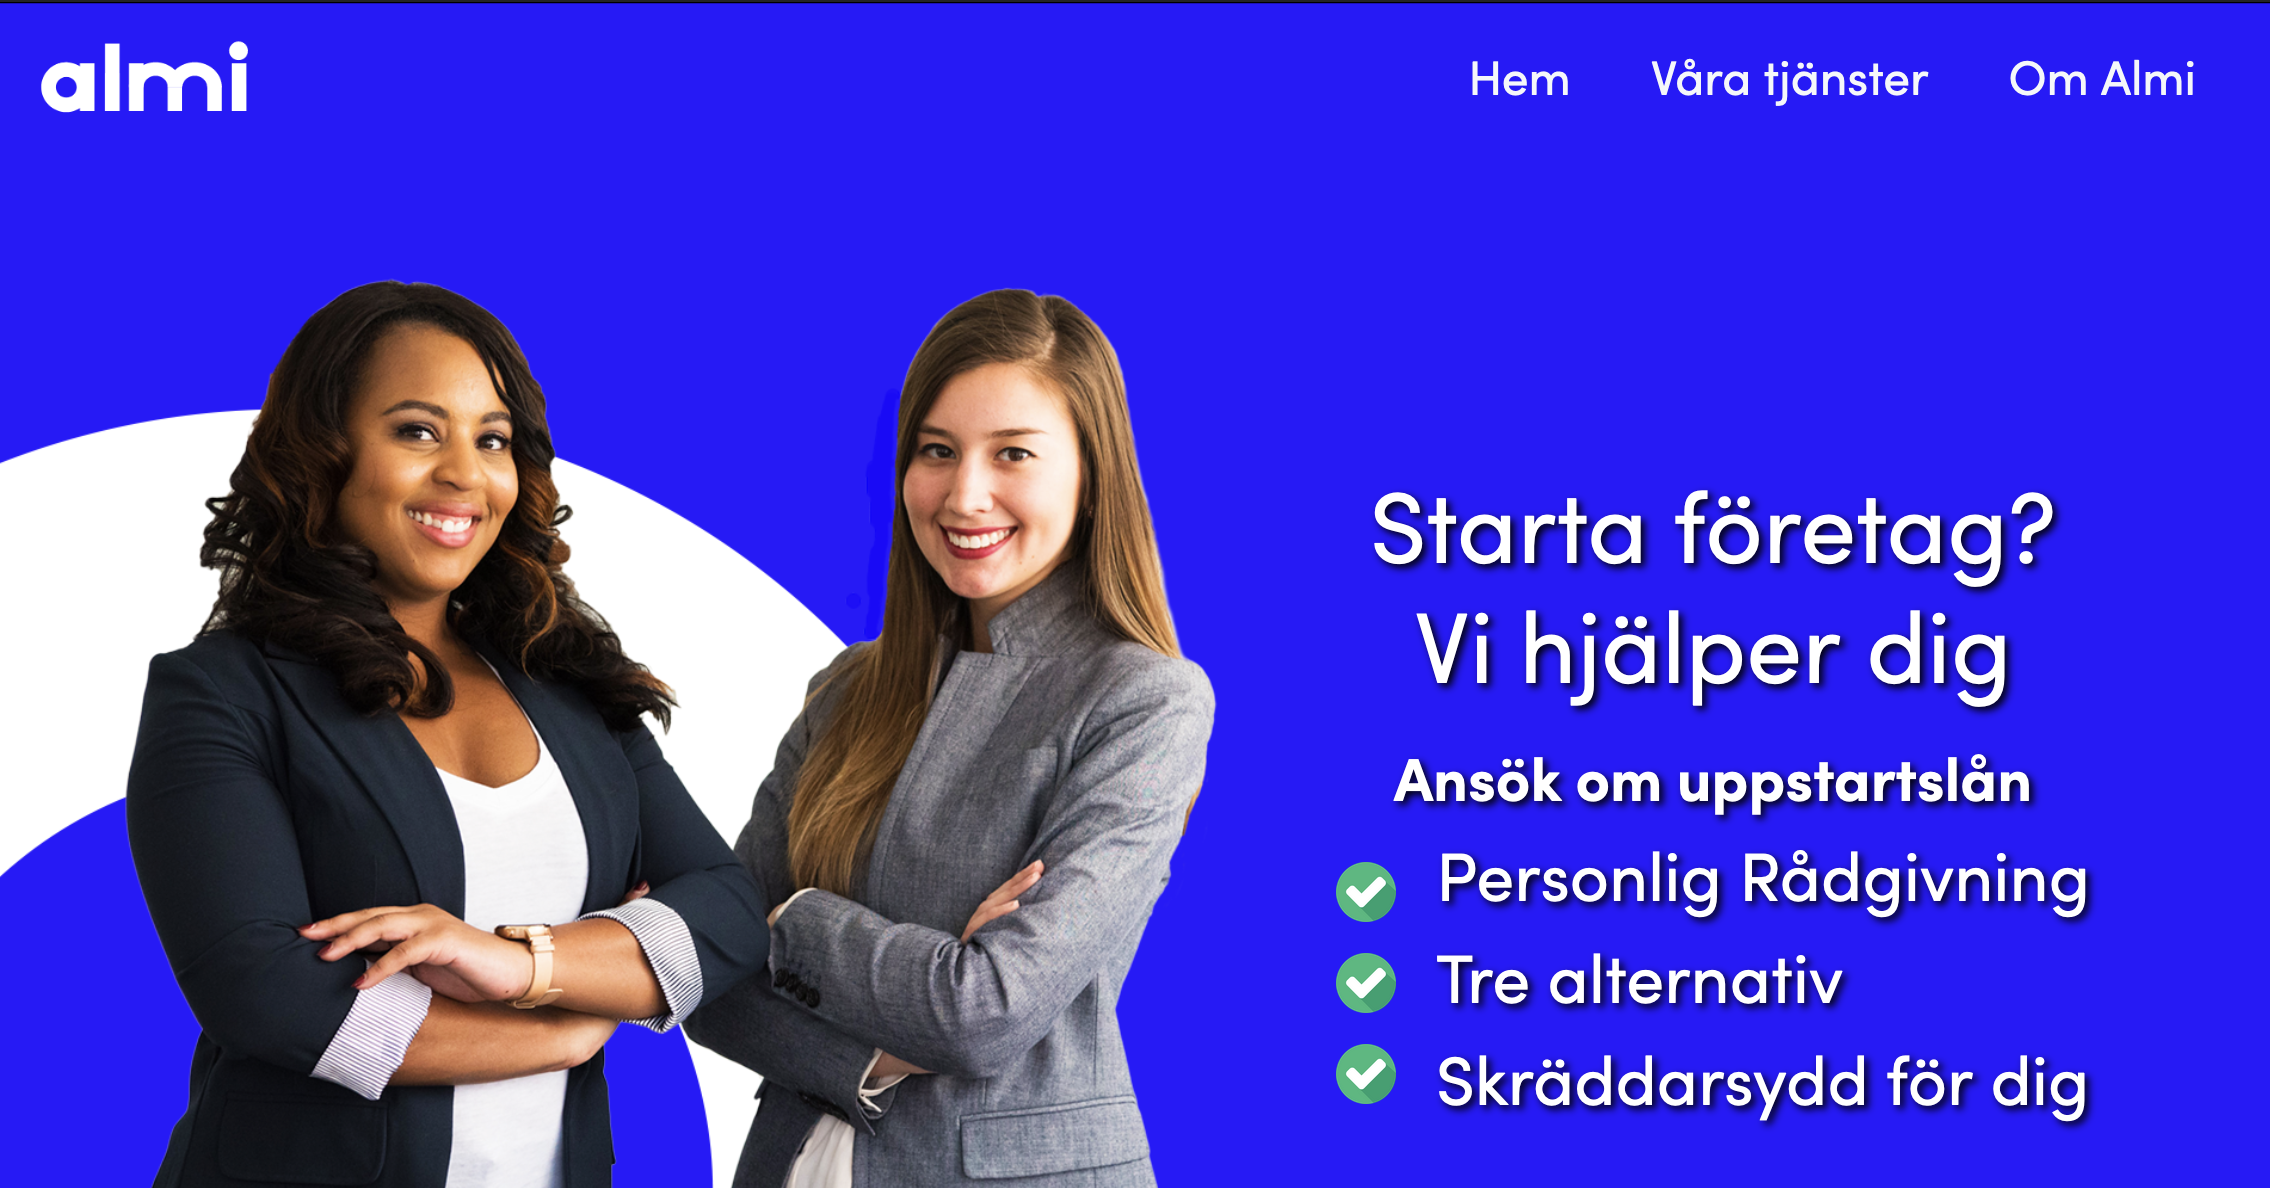 almi
Hem Våra tjänster Om Almi
Starta företag?
Vi hjälper dig
Ansök om uppstartslån
Personlig Rådgivning
Tre alternativ
Skräddarsydd för dig